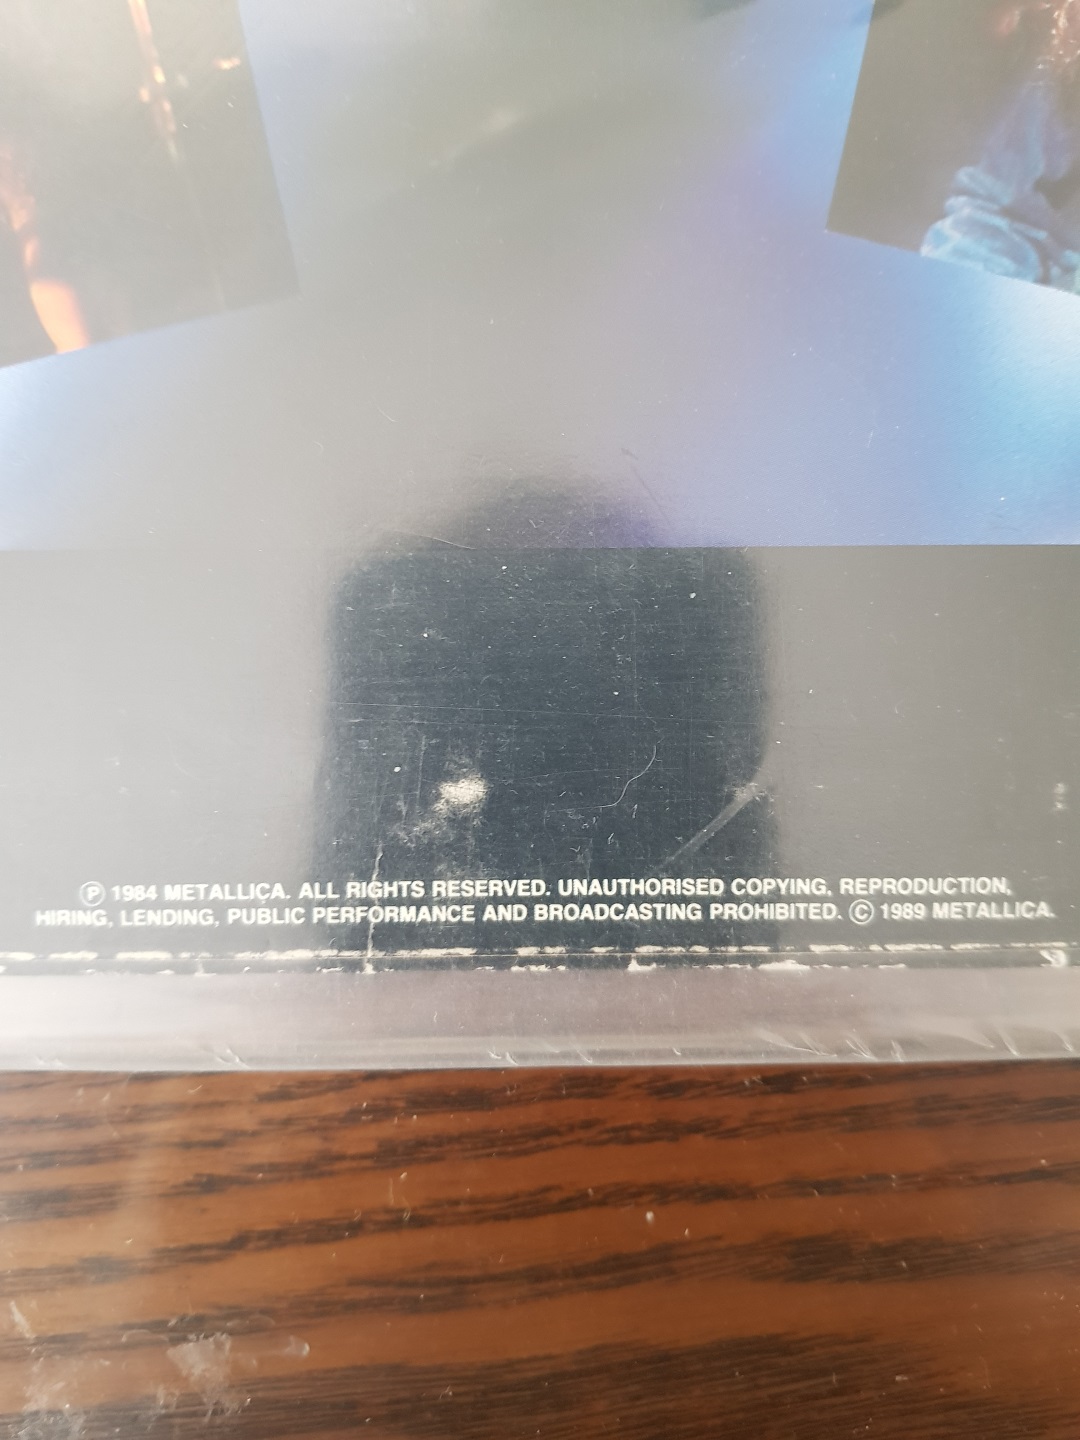 Ⓟ 1984 METALLICA. ALL RIGHTS RESERVED. UNAUTHORISED COPYING, REPRODUCTION,
HIRING, LENDING, PUBLIC PERFORMANCE AND BROADCASTING PROHIBITED. © 1989 METALLICA.